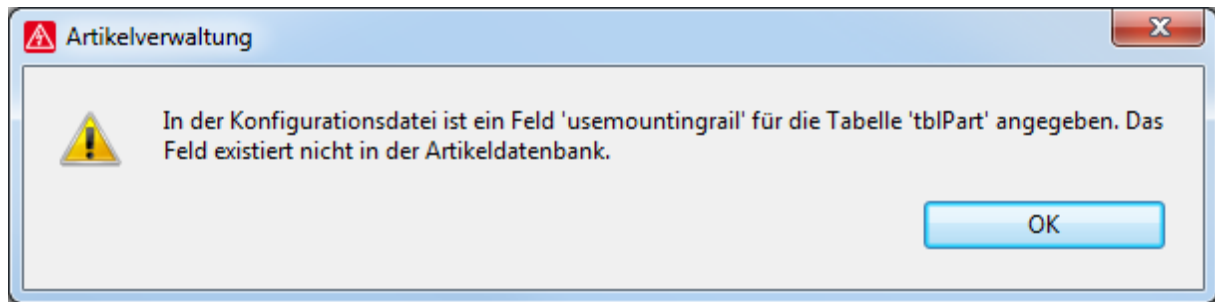 Artikelverwaltung
In der Konfigurationsdatei ist ein Feld 'usemountingrail' für die Tabelle 'tblPart' angegeben. Das
Feld existiert nicht in der Artikeldatenbank.
OK